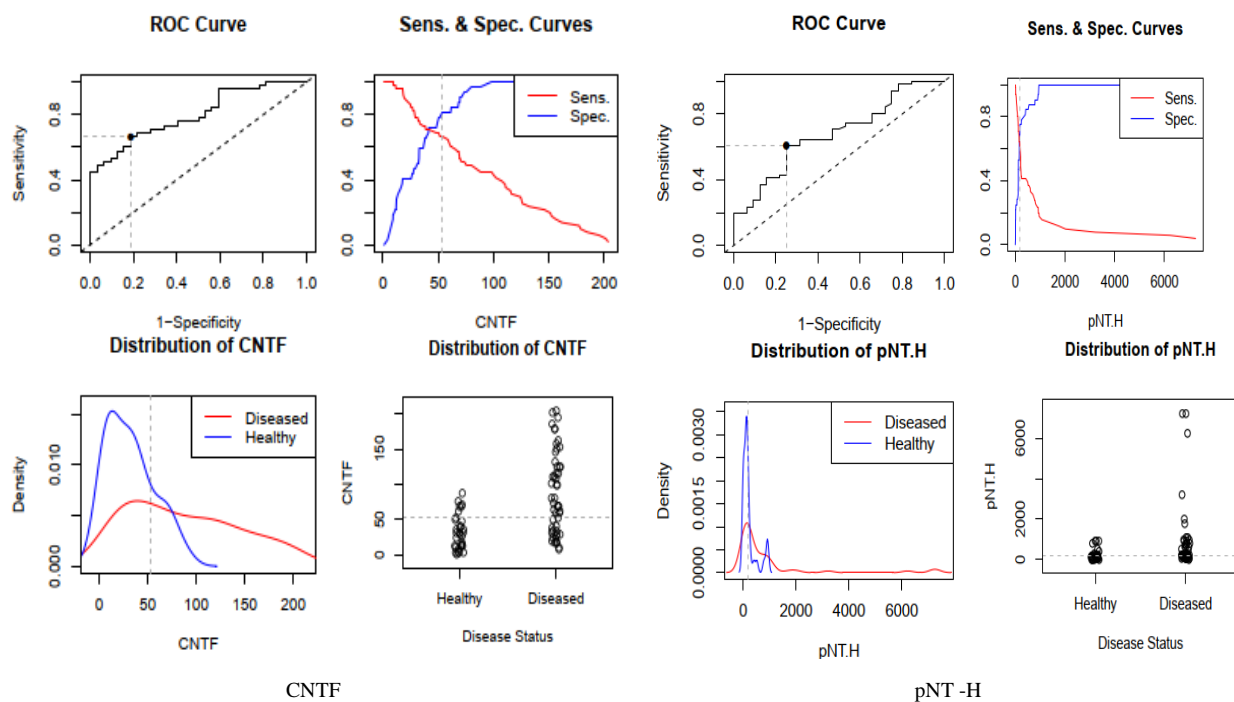 ROC Curve
Sensitivity
0.0 0.4 0.8
0.0 0.2 0.4 0.6 0.8 1.0
1−Specificity
Sens. & Spec. Curves
0.0 0.4 0.8
Sens.
Spec.
0 50 100 150 200
CNTF
Distribution of CNTF
Density
0.000 0.010
Diseased
Healthy
0 50 100 150 200
CNTF
Distribution of CNTF
CNTF
0 50 150
Healthy Diseased
Disease Status
CNTF
ROC Curve
Sensitivity
0.0 0.4 0.8
0.0 0.2 0.4 0.6 0.8 1.0
1−Specificity
Sens. & Spec. Curves
0.0 0.4 0.8
Sens.
Spec.
0 2000 4000 6000
pNT.H
Distribution of pNT.H
Density
0.0000 0.0015 0.0030
Diseased
Healthy
0 2000 4000 6000
pNT.H
Distribution of pNT.H
pNT.H
0 2000 6000
Healthy Diseased
Disease Status
pNT -H